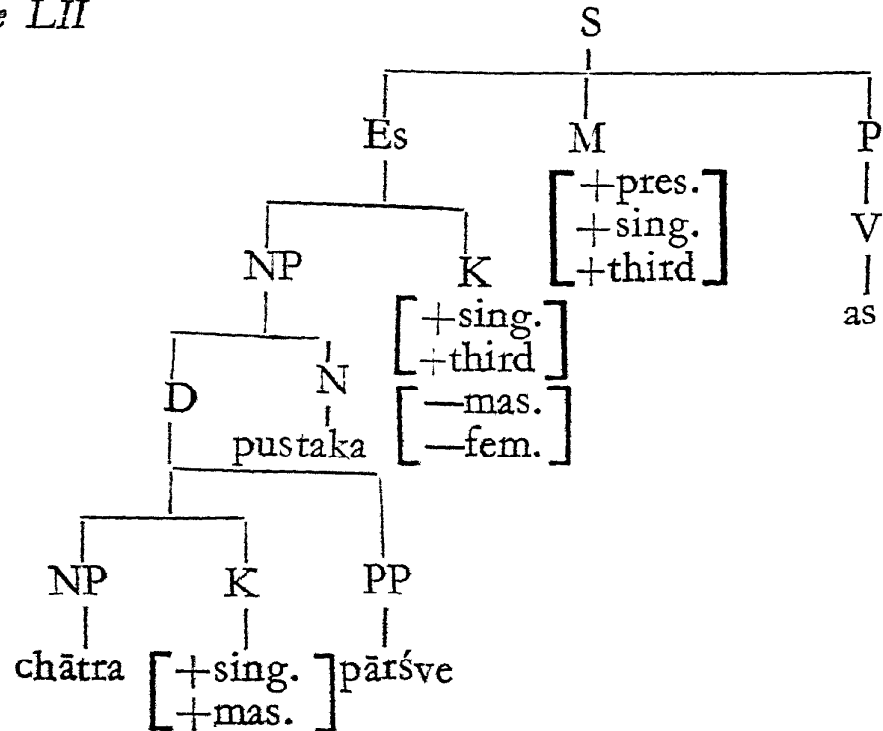 e LII
S
Es M P
[+pres.
+sing.
+third]
V
NP K
as
[+sing.
+third]
N
D
[—mas.
—fem.]
pustaka
NP K PP
chātra [+sing.
+mas.] pārśve